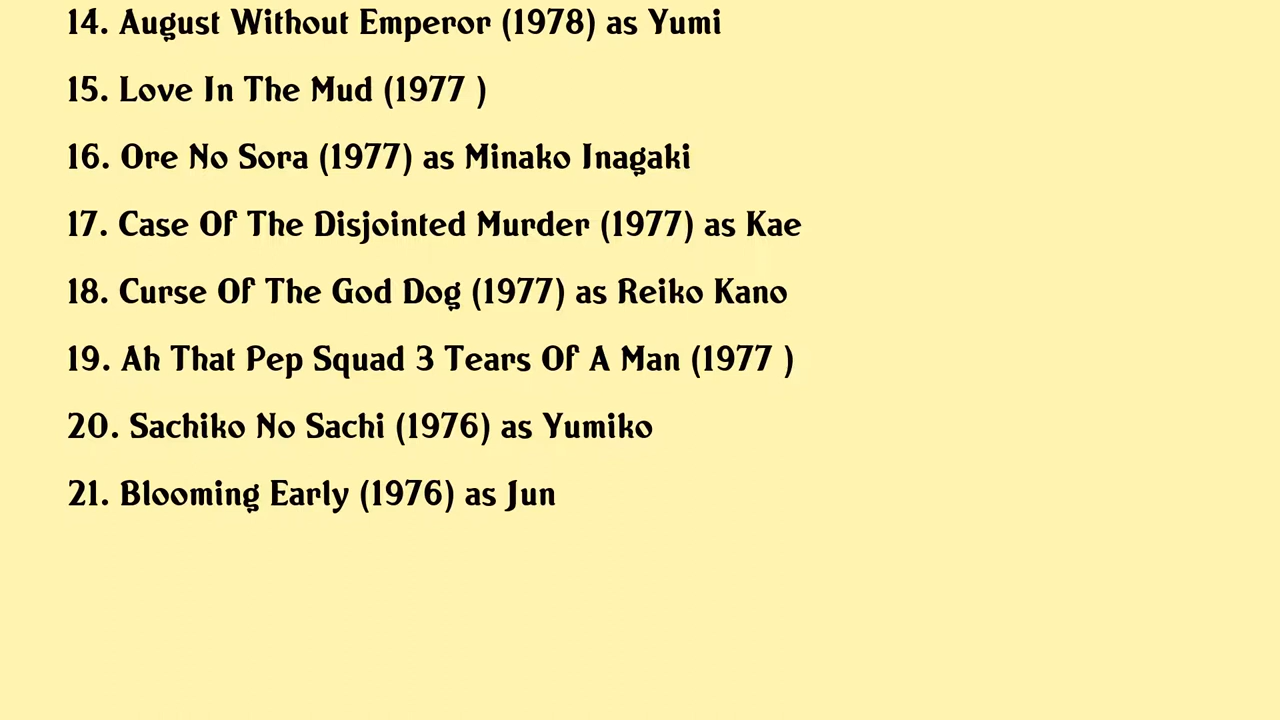 14. August Without Emperor (1978) as Yumi
15. Love In The Mud (1977 )
16. Ore No Sora (1977) as Minako Inagaki
17. Case Of The Disjointed Murder (1977) as Kae
18. Curse Of The God Dog (1977) as Reiko Kano
19. Ah That Pep Squad 3 Tears Of A Man (1977 )
20. Sachiko No Sachi (1976) as Yumiko
21. Blooming Early (1976) as Jun